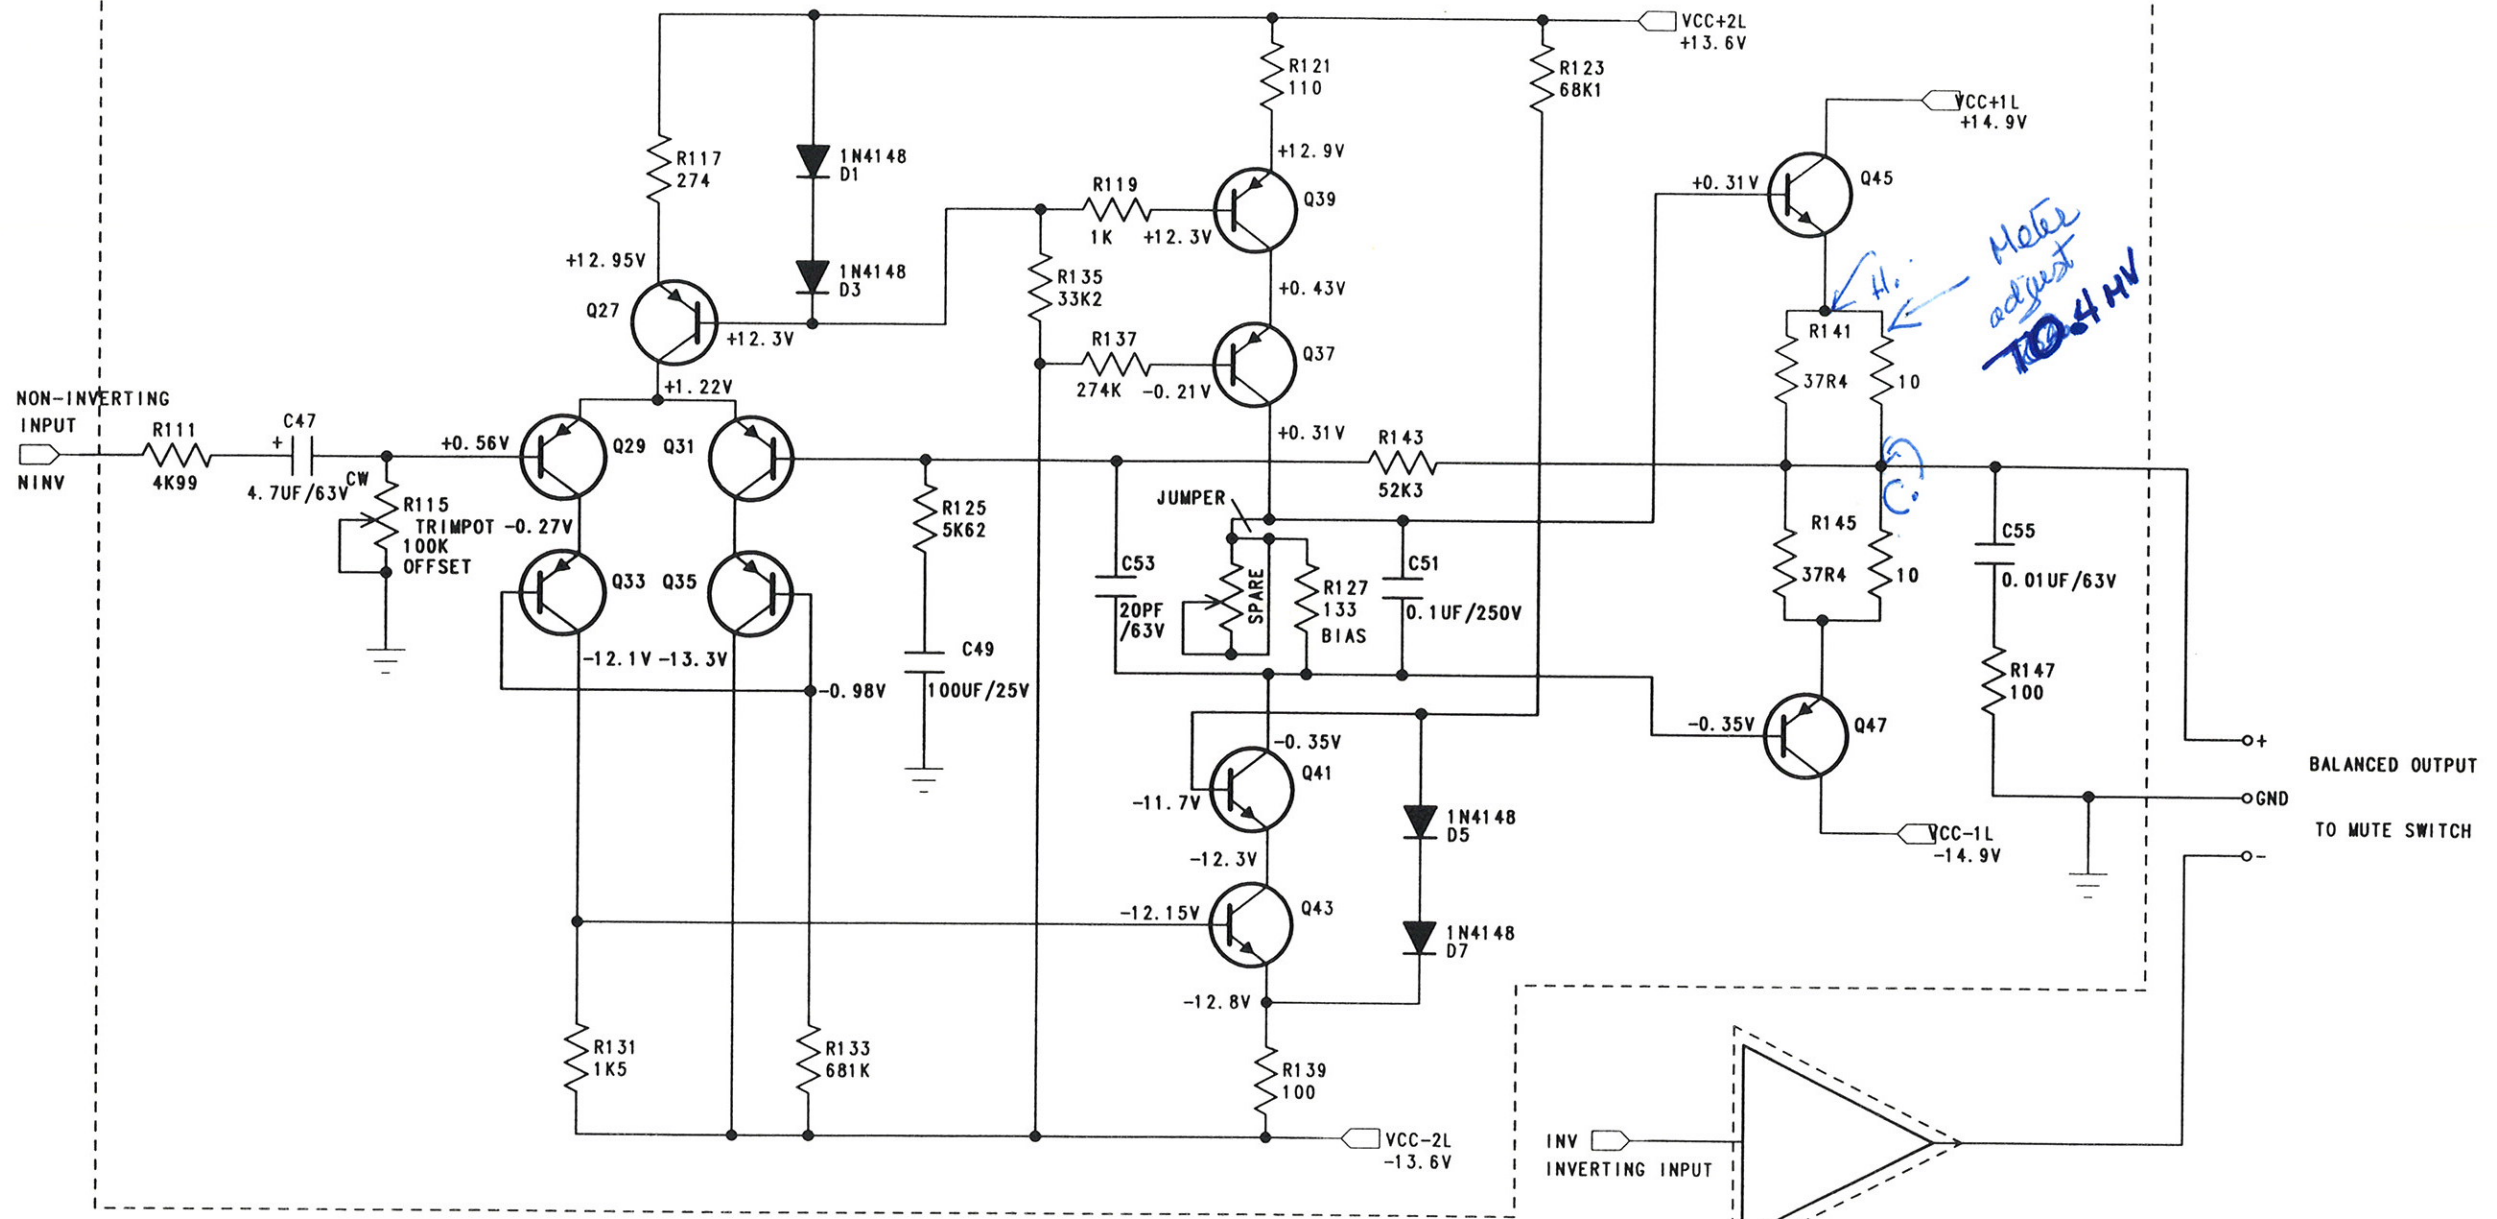 VCC+2L
+13.6V
R121
110
R123
68K1
VCC+1L
+14.9V
R117
274
1N4148
D1
+12.9V
R119
1K
+12.3V
Q39
+0.31V
Q45
+12.95V
1N4148
D3
R135
33K2
+0.43V
Q27
+12.3V
R137
274K
-0.21V
Q37
H.
Meter
adjust
TO .4 MV
R141
37R4
10
+1.22V
NON-INVERTING
INPUT
NINV
R111
4K99
C47
+
4.7UF/63V
CW
+0.56V
Q29
Q31
+0.31V
R143
52K3
R115
TRIMPOT
100K
OFFSET
-0.27V
R125
5K62
JUMPER
C.
R145
37R4
10
C55
0.01UF/63V
Q33
Q35
C53
20PF
/63V
SPARE
R127
133
BIAS
C51
0.1UF/250V
-12.1V
-13.3V
-0.98V
C49
100UF/25V
R147
100
-0.35V
Q41
-11.7V
-0.35V
Q47
+
BALANCED OUTPUT
GND
TO MUTE SWITCH
-
1N4148
D5
VCC-1L
-14.9V
-12.3V
-12.15V
Q43
1N4148
D7
-12.8V
R131
1K5
R133
681K
R139
100
VCC-2L
-13.6V
INV
INVERTING INPUT